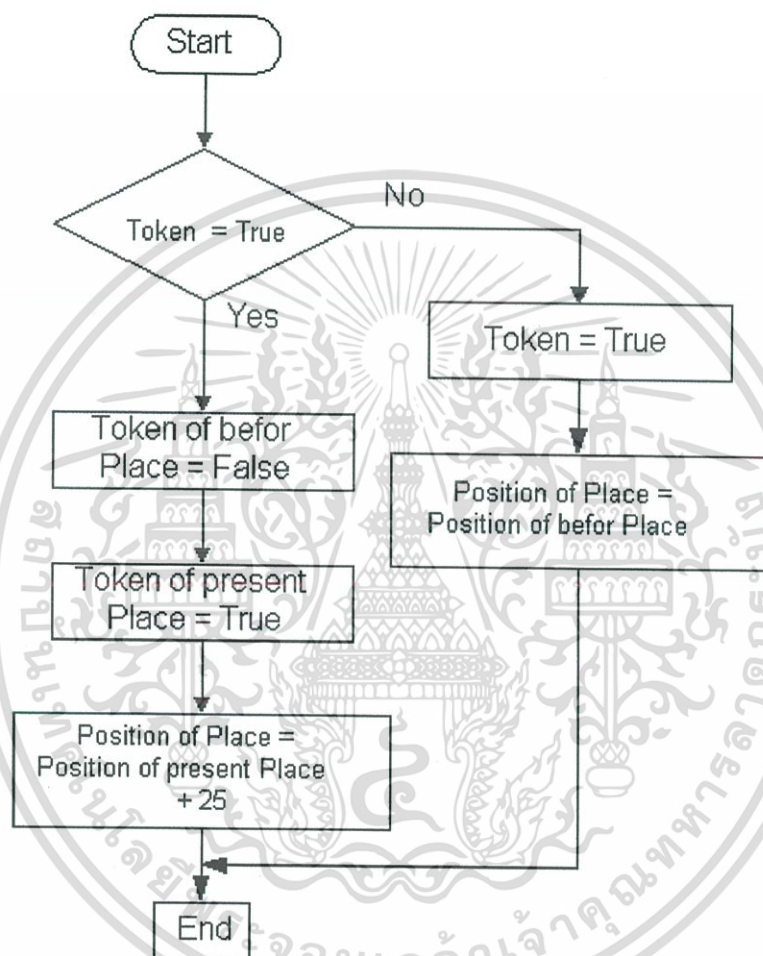 Start
Token = True
No
Yes
Token = True
Token of befor
Place = False
Position of Place =
Position of befor Place
Token of present
Place = True
Position of Place =
Position of present Place
+ 25
End